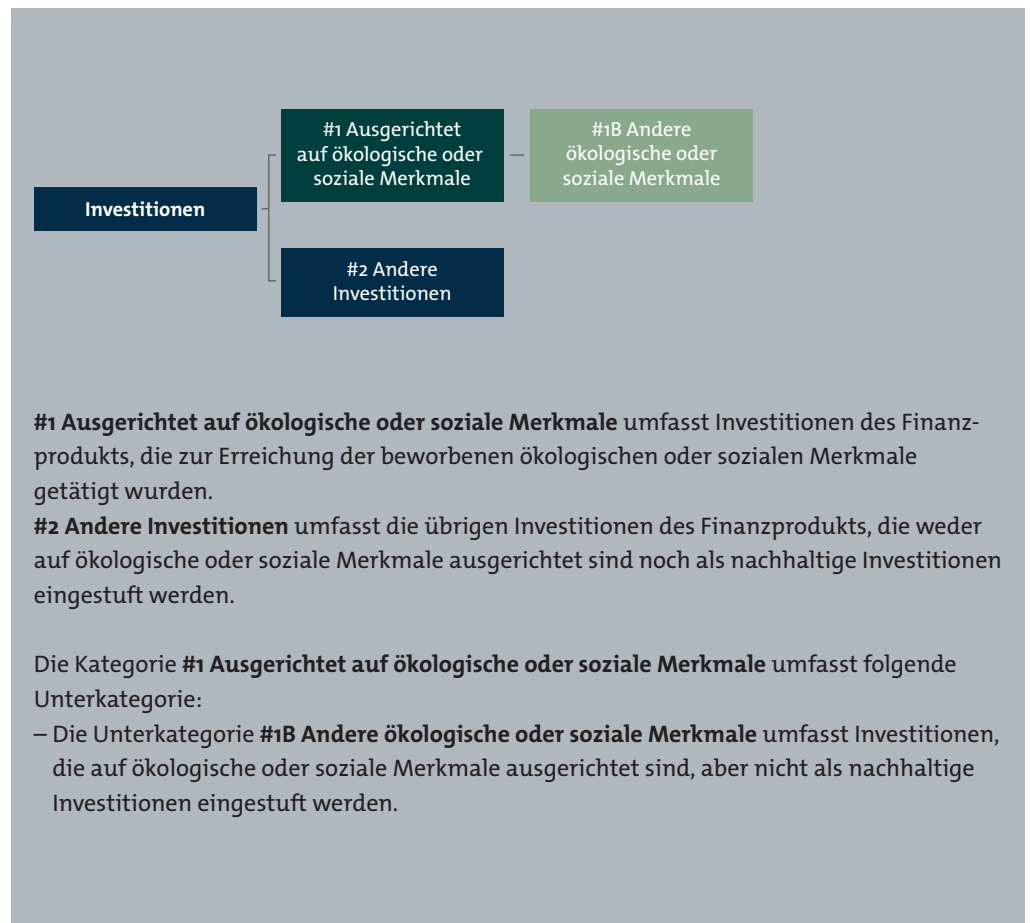 #1 Ausgerichtet
auf ökologische oder
soziale Merkmale
#1B Andere
ökologische oder
soziale Merkmale
Investitionen
#2 Andere
Investitionen
#1 Ausgerichtet auf ökologische oder soziale Merkmale umfasst Investitionen des Finanz-
produkts, die zur Erreichung der beworbenen ökologischen oder sozialen Merkmale
getätigt wurden.
#2 Andere Investitionen umfasst die übrigen Investitionen des Finanzprodukts, die weder
auf ökologische oder soziale Merkmale ausgerichtet sind noch als nachhaltige Investitionen
eingestuft werden.
Die Kategorie #1 Ausgerichtet auf ökologische oder soziale Merkmale umfasst folgende
Unterkategorie:
– Die Unterkategorie #1B Andere ökologische oder soziale Merkmale umfasst Investitionen,
die auf ökologische oder soziale Merkmale ausgerichtet sind, aber nicht als nachhaltige
Investitionen eingestuft werden.